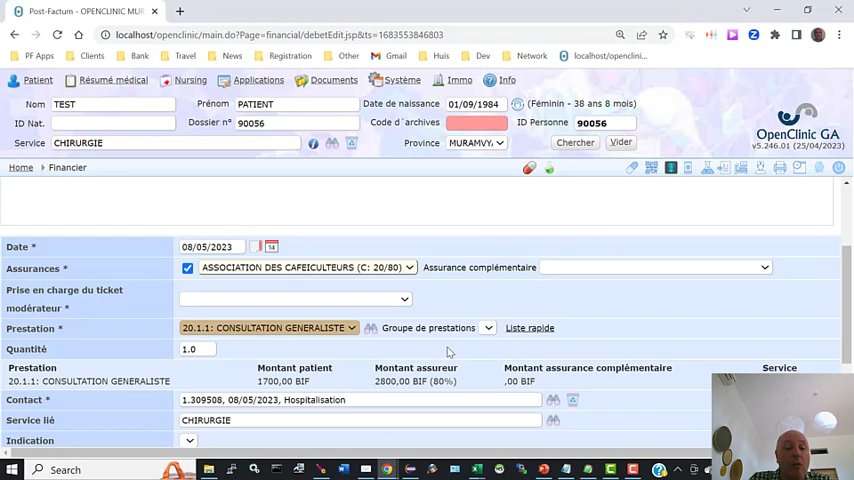 Post-Factum - OPENCLINIC MUR
localhost/openclinic/main.do?Page=financial/debetEdit.jsp&ts=1683553846803
PF Apps Clients Bank Travel News Registration Other Gmail Huis Dev Network localhost/openclini...
Patient Résumé médical Nursing Applications Documents Système Immo Info
Nom TEST Prénom PATIENT Date de naissance 01/09/1984 (Féminin - 38 ans 8 mois)
ID Nat. Dossier n° 90056 Code d´archives ID Personne 90056
Service CHIRURGIE Province MURAMVY Chercher Vider
OpenClinic GA
v5.246.01 (25/04/2023)
Home Financier
Date * 08/05/2023 14
Assurances * ASSOCIATION DES CAFEICULTEURS (C: 20/80) Assurance complémentaire
Prise en charge du ticket
modérateur *
Prestation * 20.1.1: CONSULTATION GENERALISTE Groupe de prestations Liste rapide
Quantité 1.0
Prestation Montant patient Montant assureur Montant assurance complémentaire Service
20.1.1: CONSULTATION GENERALISTE 1700,00 BIF 2800,00 BIF (80%) ,00 BIF
Contact * 1.309508, 08/05/2023, Hospitalisation
Service lié CHIRURGIE
Indication
Search